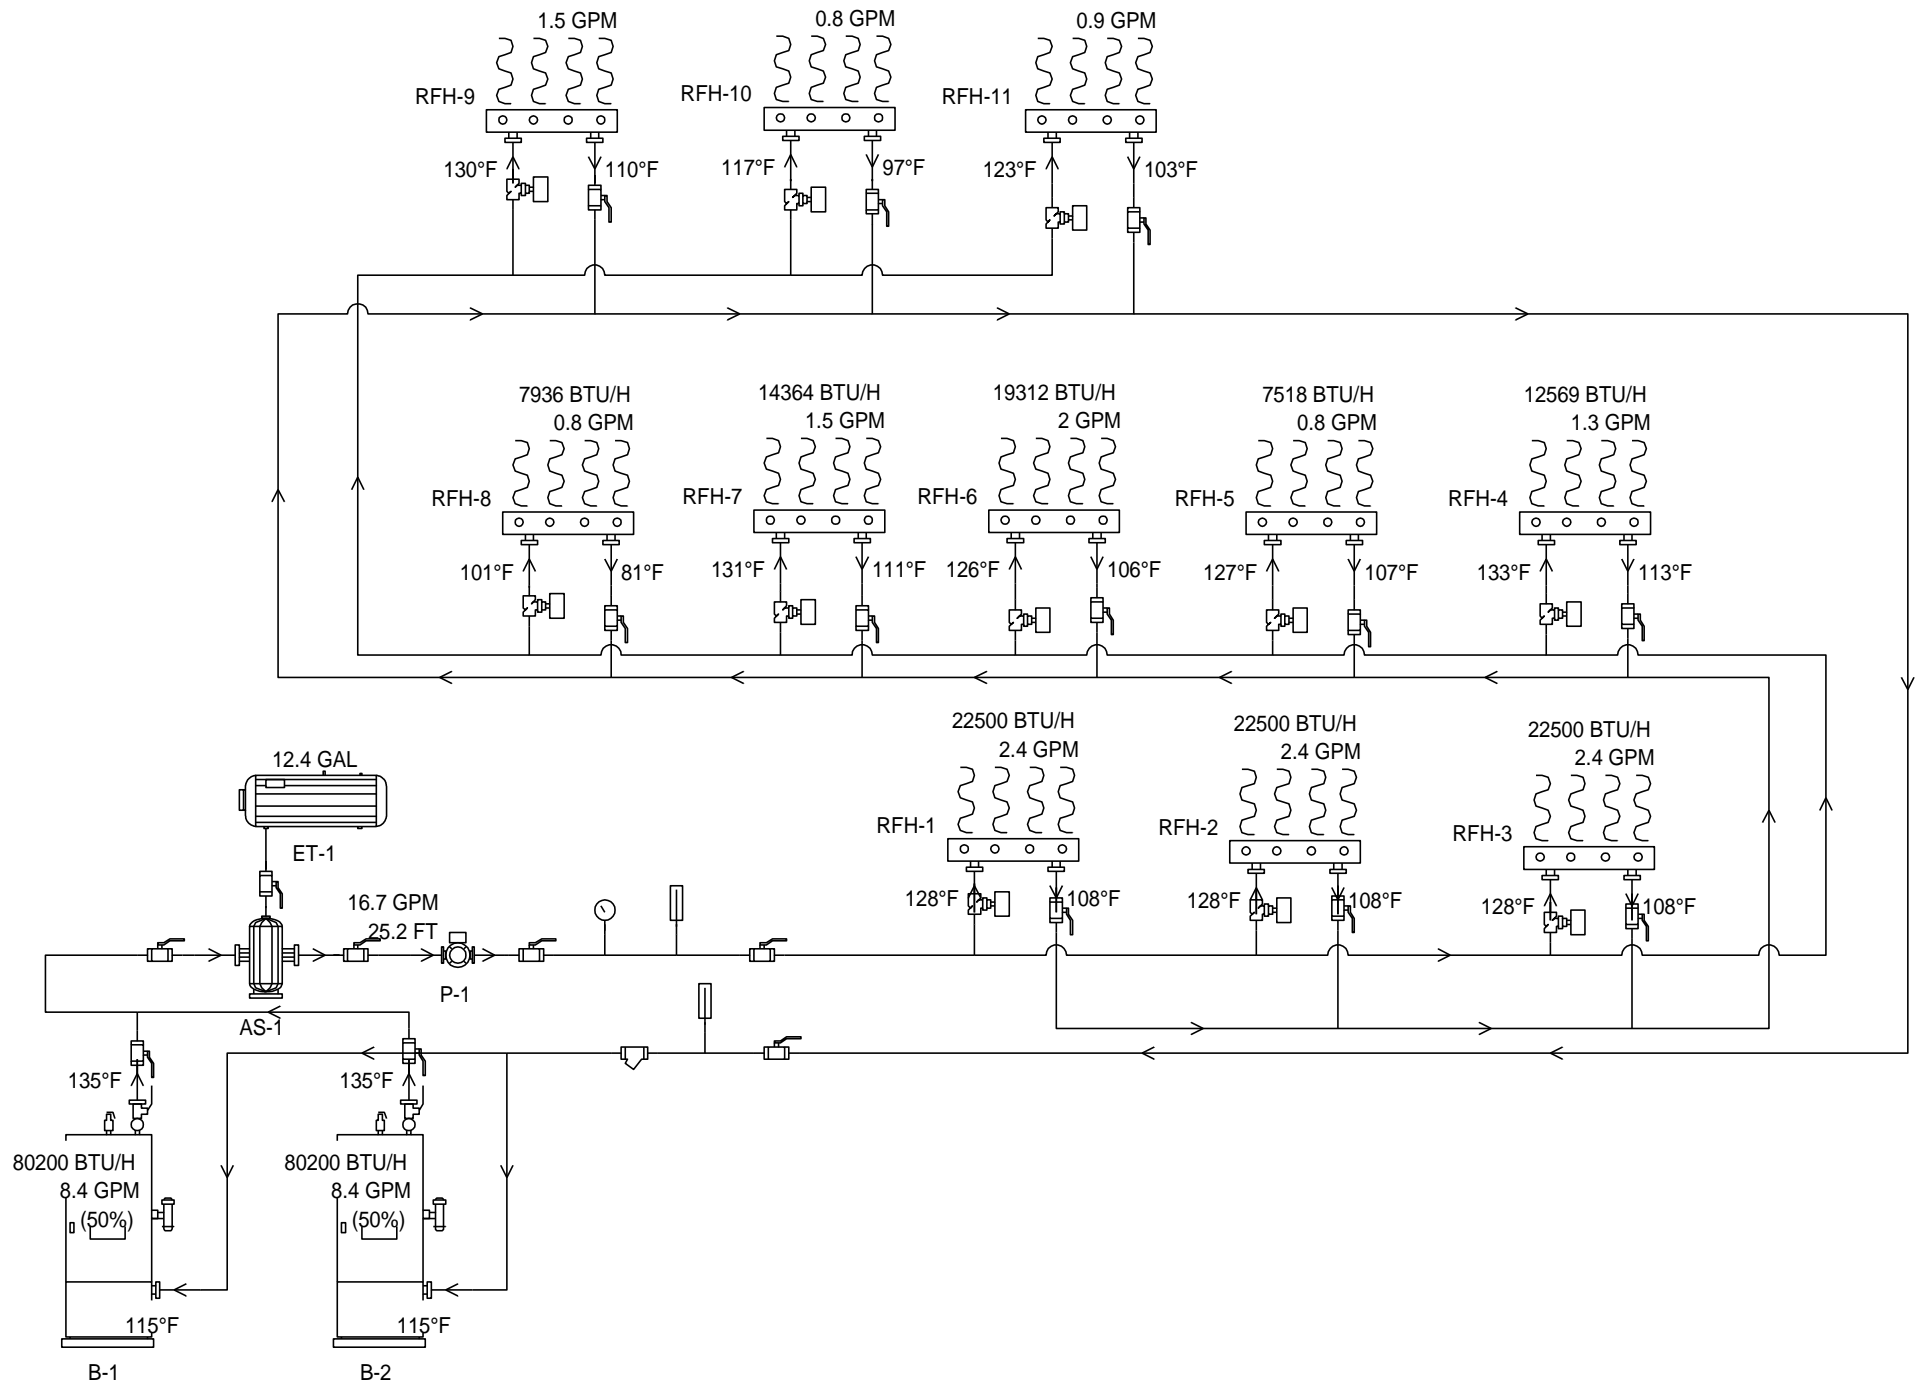 1.5 GPM
0.8 GPM
0.9 GPM
RFH-9
RFH-10
RFH-11
130°F
110°F
117°F
97°F
123°F
103°F
7936 BTU/H
0.8 GPM
14364 BTU/H
1.5 GPM
19312 BTU/H
2 GPM
7518 BTU/H
0.8 GPM
12569 BTU/H
1.3 GPM
RFH-8
RFH-7
RFH-6
RFH-5
RFH-4
101°F
81°F
131°F
111°F
126°F
106°F
127°F
107°F
133°F
113°F
22500 BTU/H
2.4 GPM
22500 BTU/H
2.4 GPM
22500 BTU/H
2.4 GPM
RFH-1
RFH-2
RFH-3
128°F
108°F
128°F
108°F
128°F
108°F
12.4 GAL
ET-1
16.7 GPM
25.2 FT
P-1
AS-1
135°F
135°F
80200 BTU/H
8.4 GPM
(50%)
80200 BTU/H
8.4 GPM
(50%)
115°F
115°F
B-1
B-2